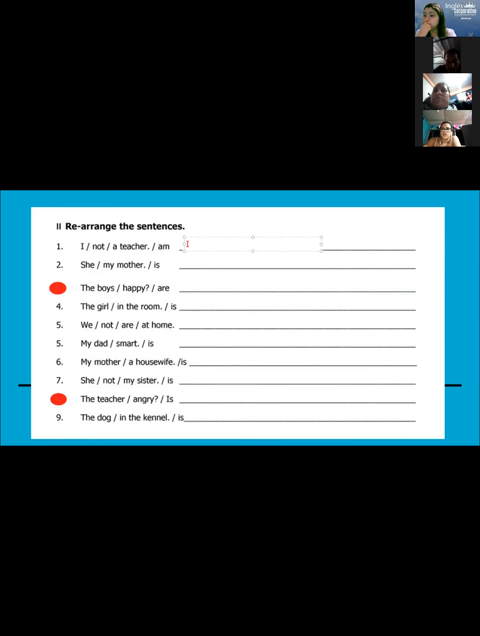 Inglés
Corporativo
II Re-arrange the sentences.
1. I / not / a teacher. / am
2. She / my mother. / is
The boys / happy? / are
4. The girl / in the room. / is
5. We / not / are / at home.
5. My dad / smart. / is
6. My mother / a housewife. /is
7. She / not / my sister. / is
The teacher / angry? / Is
9. The dog / in the kennel. / is